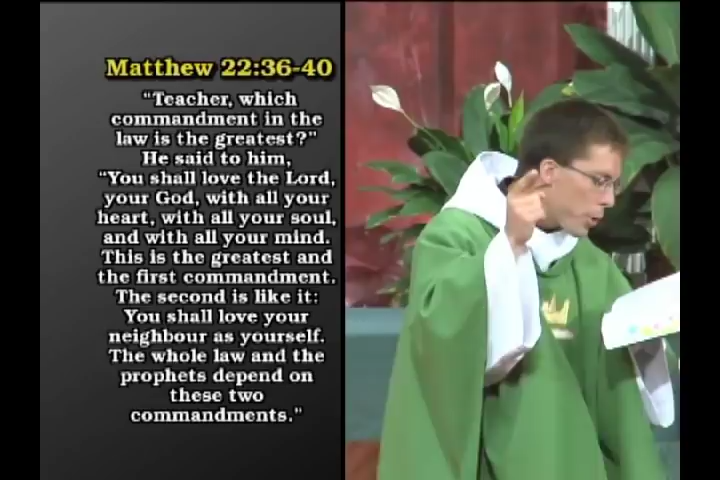 Matthew 22:36-40
"Teacher, which
commandment in the
law is the greatest?"
He said to him,
"You shall love the Lord,
your God, with all your
heart, with all your soul,
and with all your mind.
This is the greatest and
the first commandment.
The second is like it:
You shall love your
neighbour as yourself.
The whole law and the
prophets depend on
these two
commandments."